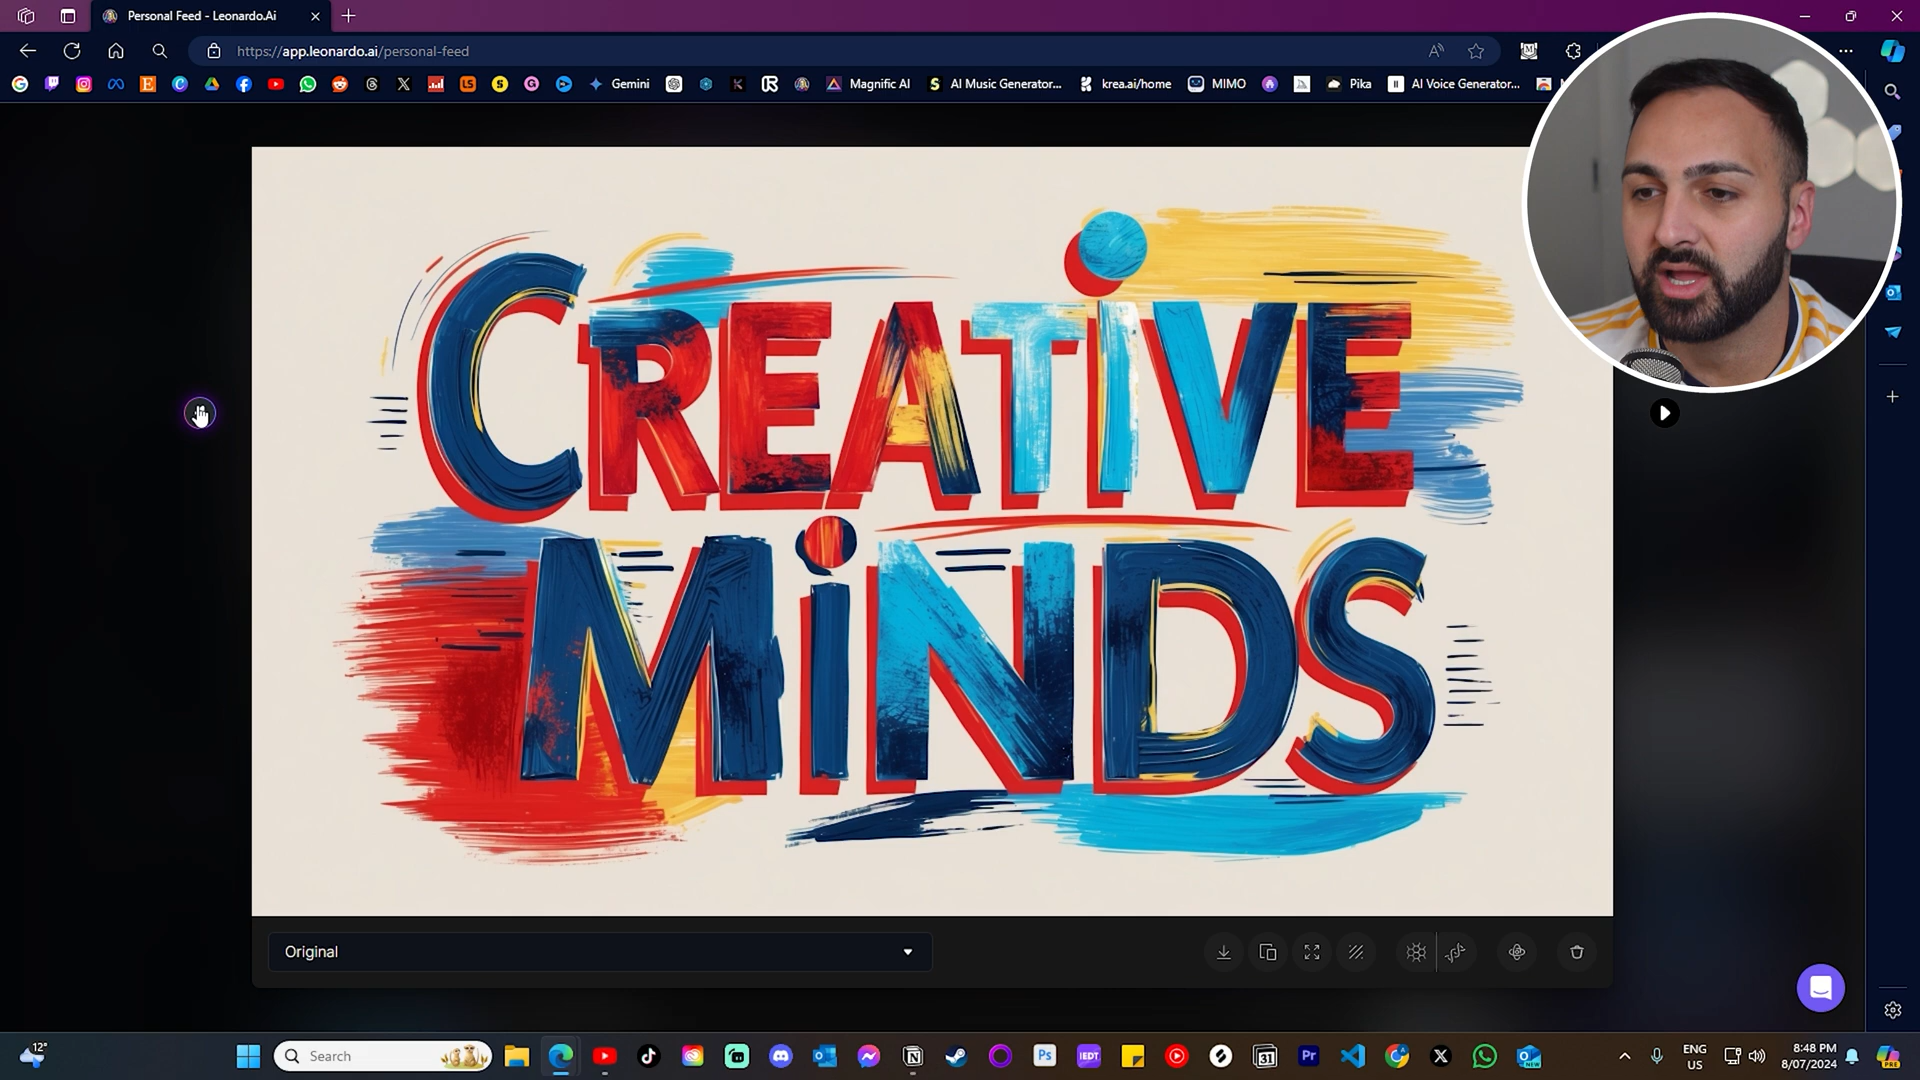 Personal Feed - Leonardo.Ai
https://app.leonardo.ai/personal-feed
Gemini
Magnific AI
AI Music Generator...
krea.ai/home
MIMO
Pika
AI Voice Generator...
CREATiVE
MiNDS
Original
12°
Search
ENG
US
8:48 PM
8/07/2024